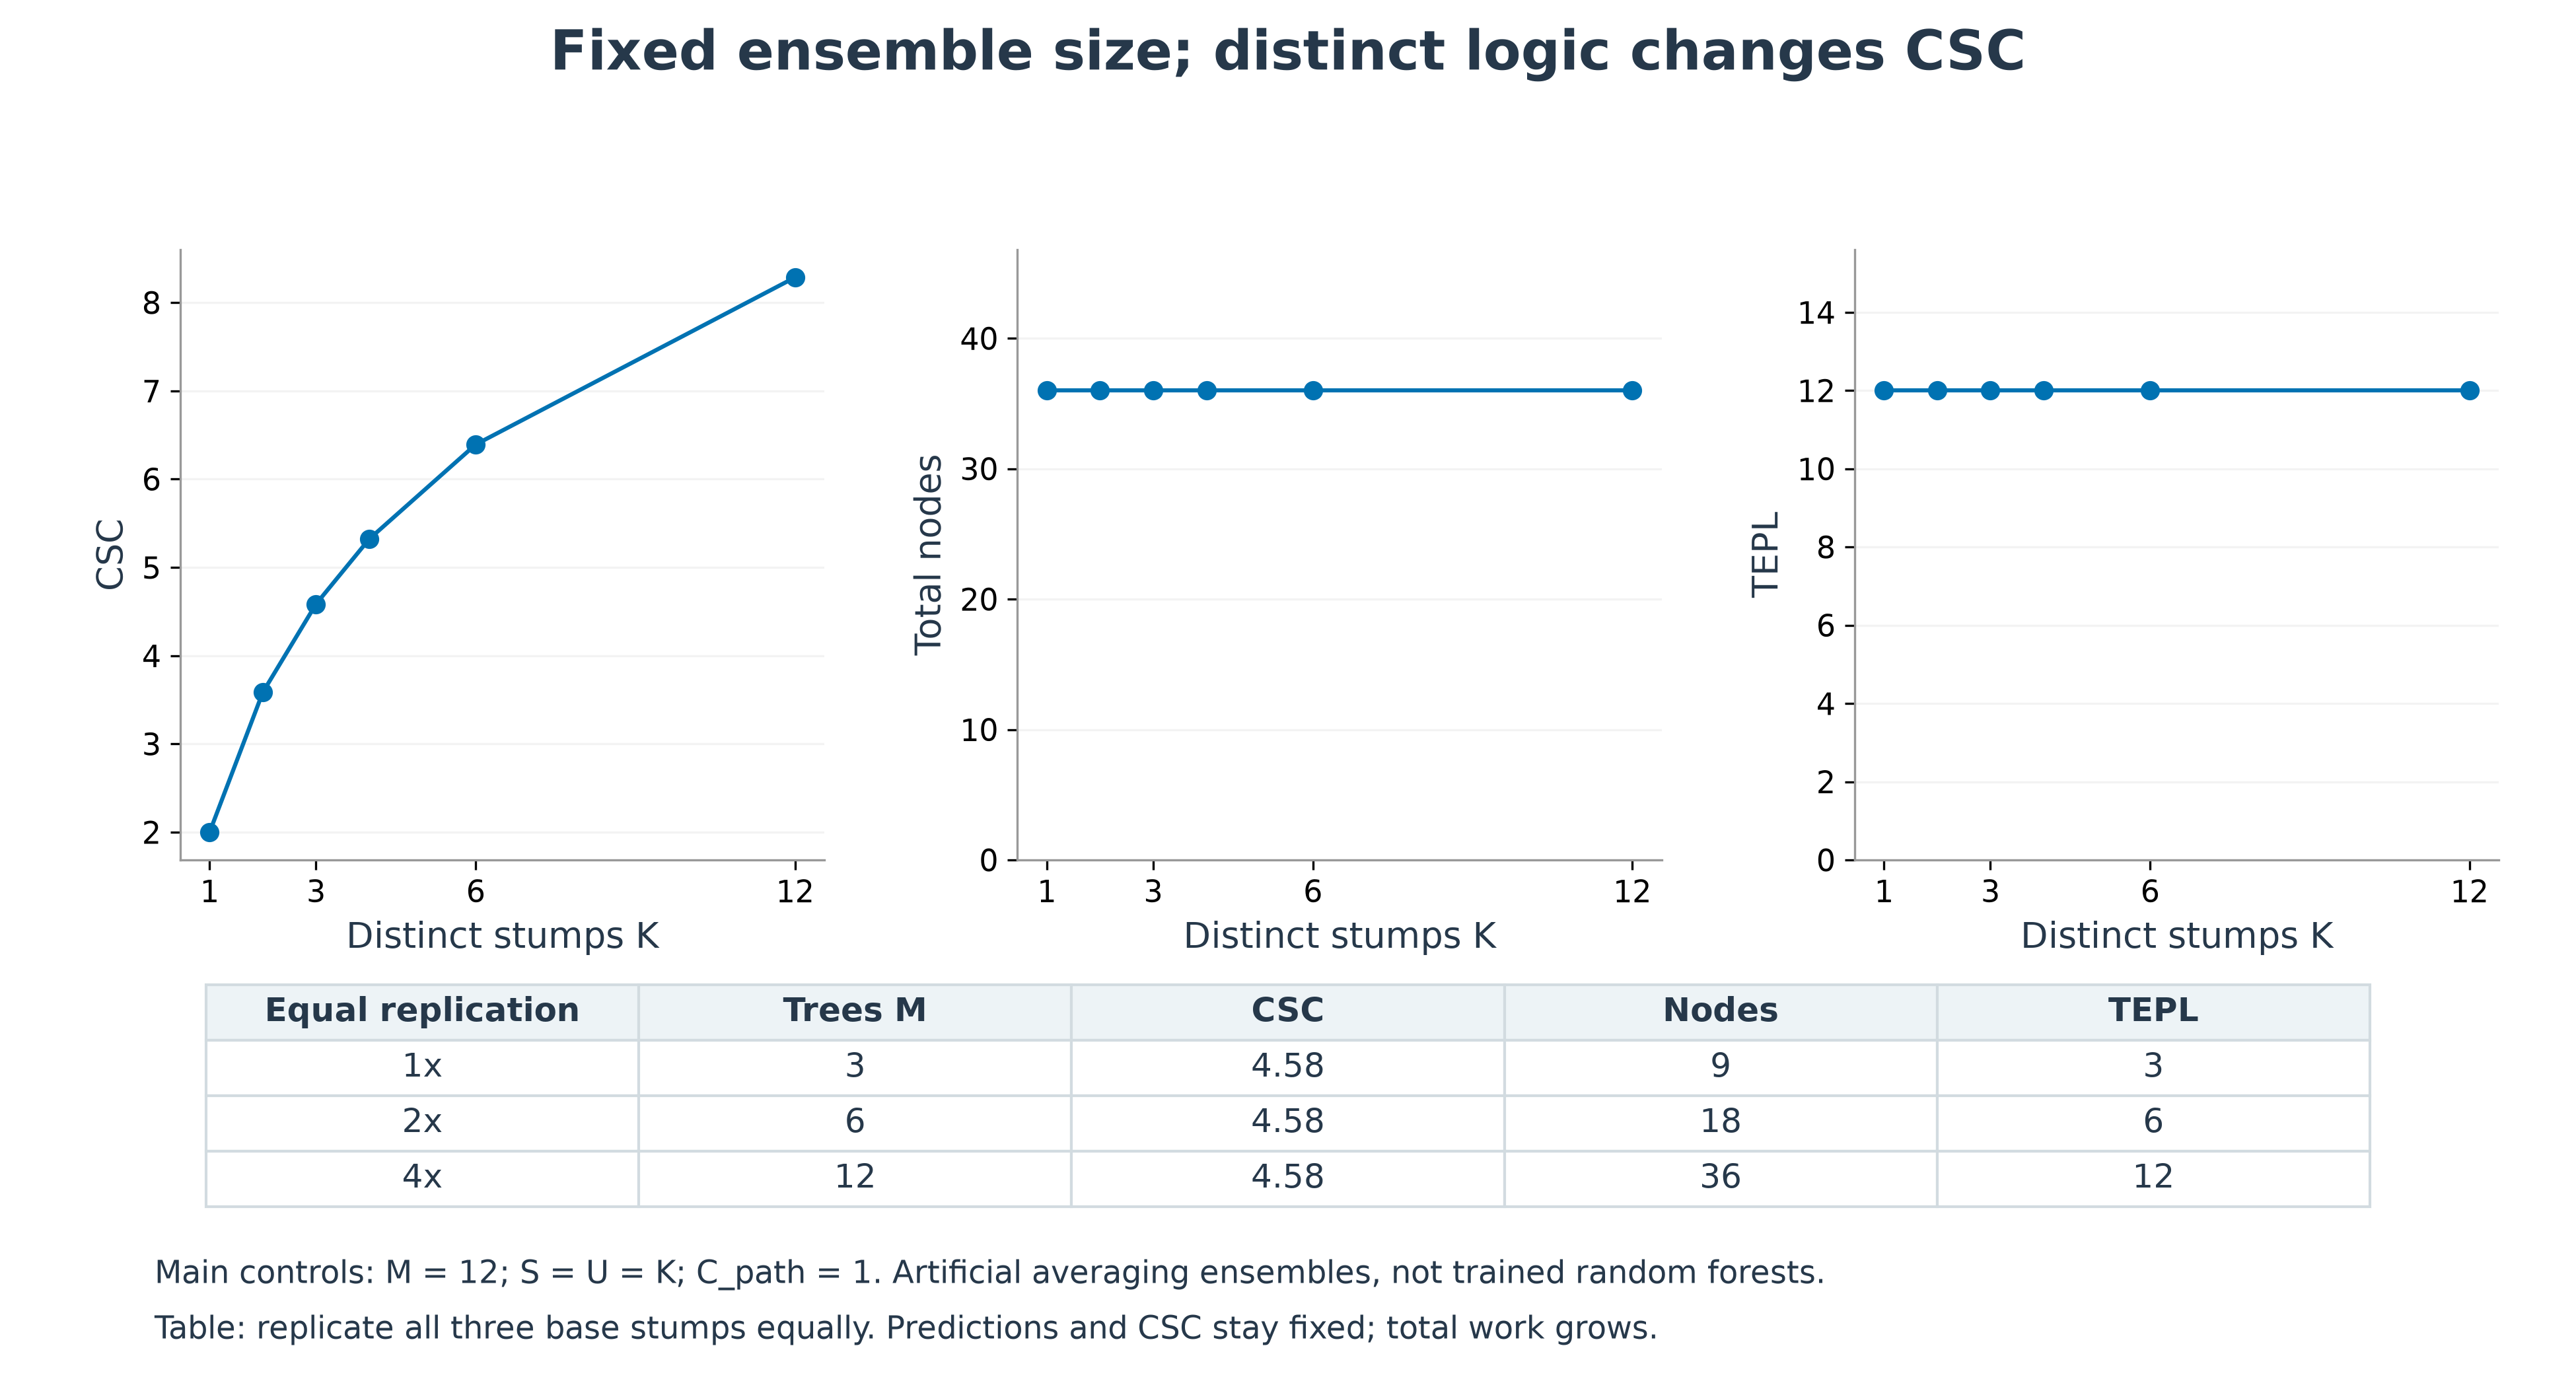 Fixed ensemble size; distinct logic changes CSC
CSC
8
7
6
5
4
3
2
1 3 6 12
Distinct stumps K
Total nodes
40
30
20
10
0
1 3 6 12
Distinct stumps K
TEPL
14
12
10
8
6
4
2
0
1 3 6 12
Distinct stumps K
Equal replication Trees M CSC Nodes TEPL
1x 3 4.58 9 3
2x 6 4.58 18 6
4x 12 4.58 36 12
Main controls: M = 12; S = U = K; C_path = 1. Artificial averaging ensembles, not trained random forests.
Table: replicate all three base stumps equally. Predictions and CSC stay fixed; total work grows.